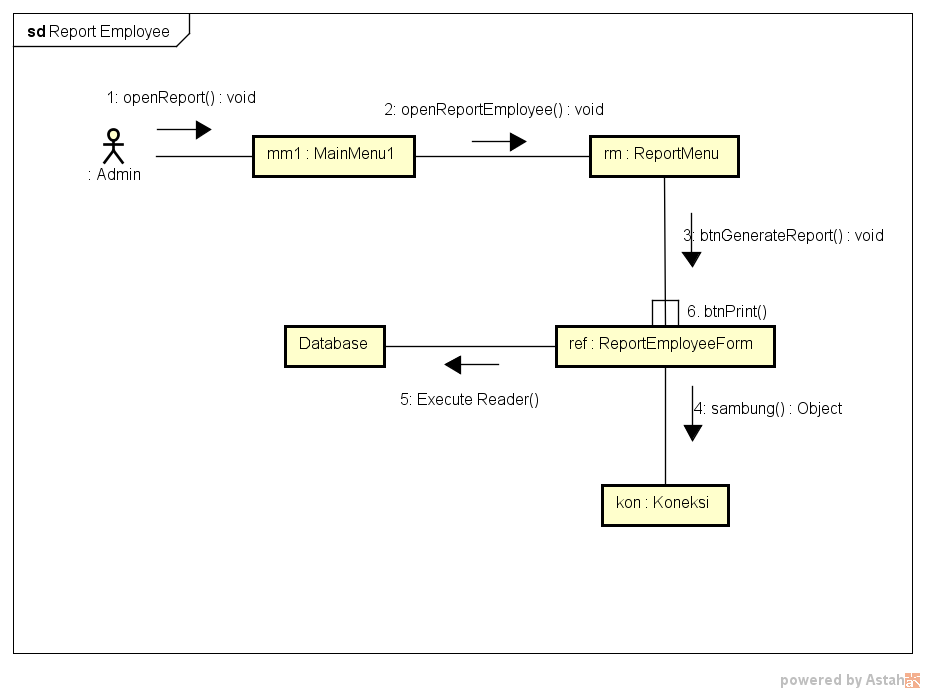 sd Report Employee
1: openReport() : void
2: openReportEmployee() : void
mm1 : MainMenu1
rm : ReportMenu
: Admin
3: btnGenerateReport() : void
6. btnPrint()
Database
ref : ReportEmployeeForm
5: Execute Reader()
4: sambung() : Object
kon : Koneksi
powered by Astah